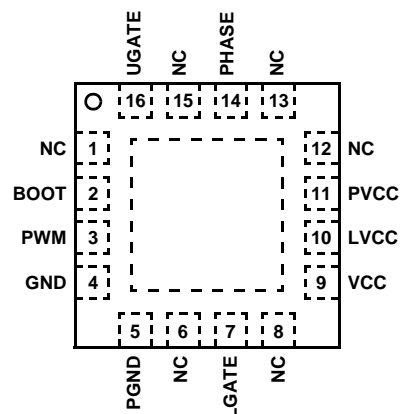 UGATE NC PHASE NC
16 15 14 13
NC 1 12 NC
BOOT 2 11 PVCC
PWM 3 10 LVCC
GND 4 9 VCC
5 6 7 8
PGND NC LGATE NC